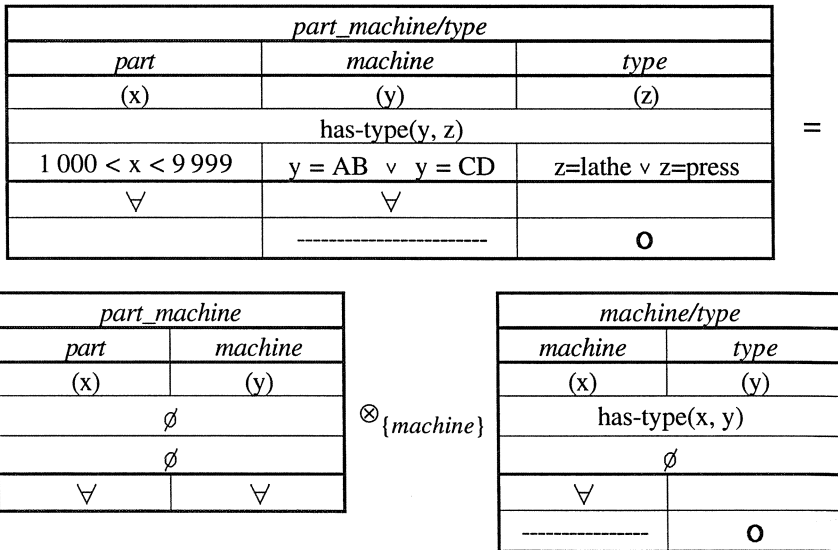 part_machine/type
part machine type
(x) (y) (z)
has-type(y, z)
1 000 < x < 9 999 y = AB ∨ y = CD z=lathe ∨ z=press
∀ ∀
------------------------ O
=
part_machine
part machine
(x) (y)
∅
∅
∀ ∀
⊗{machine}
machine/type
machine type
(x) (y)
has-type(x, y)
∅
∀
---------------- O